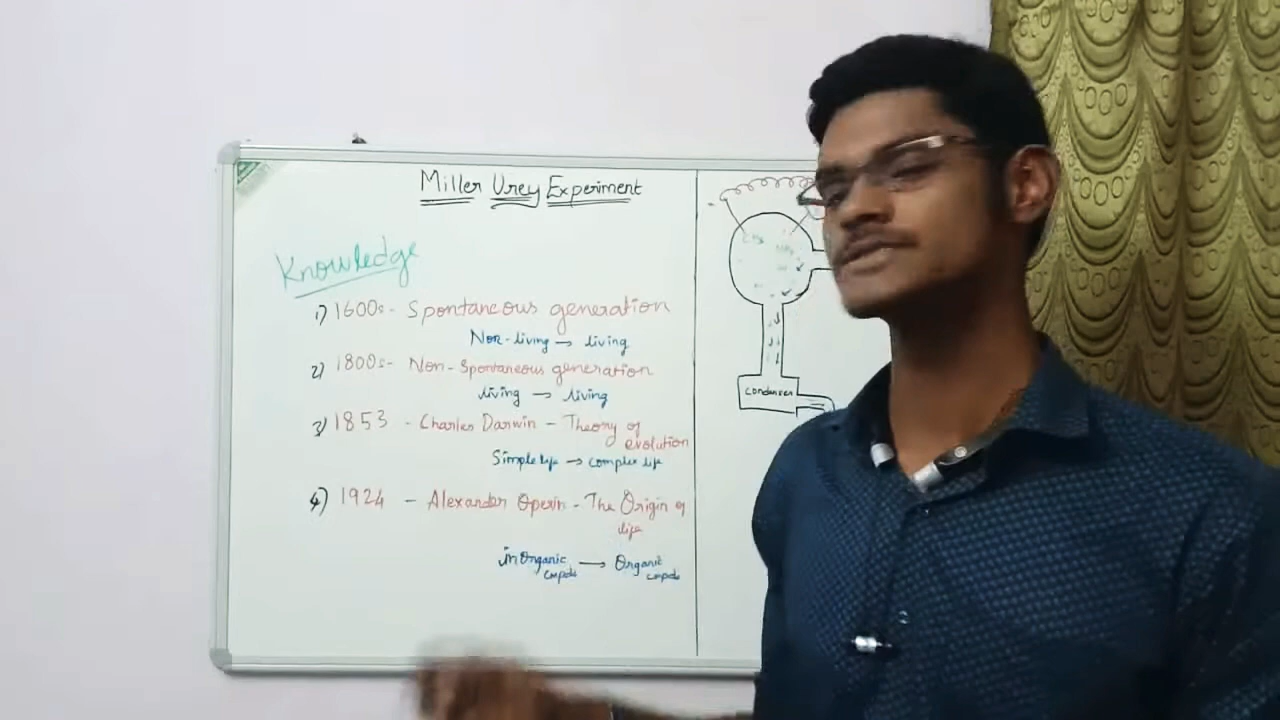 Miller Urey Experiment
Knowledge
1) 1600s - Spontaneous generation
Non-living → living
2) 1800s - Non-Spontaneous generation
living → living
3) 1853 - Charles Darwin - Theory of
evolution
Simple life → complex life
4) 1924 - Alexander Operin - The Origin of
life
inorganic → Organic
cmpds cmpds
condenser